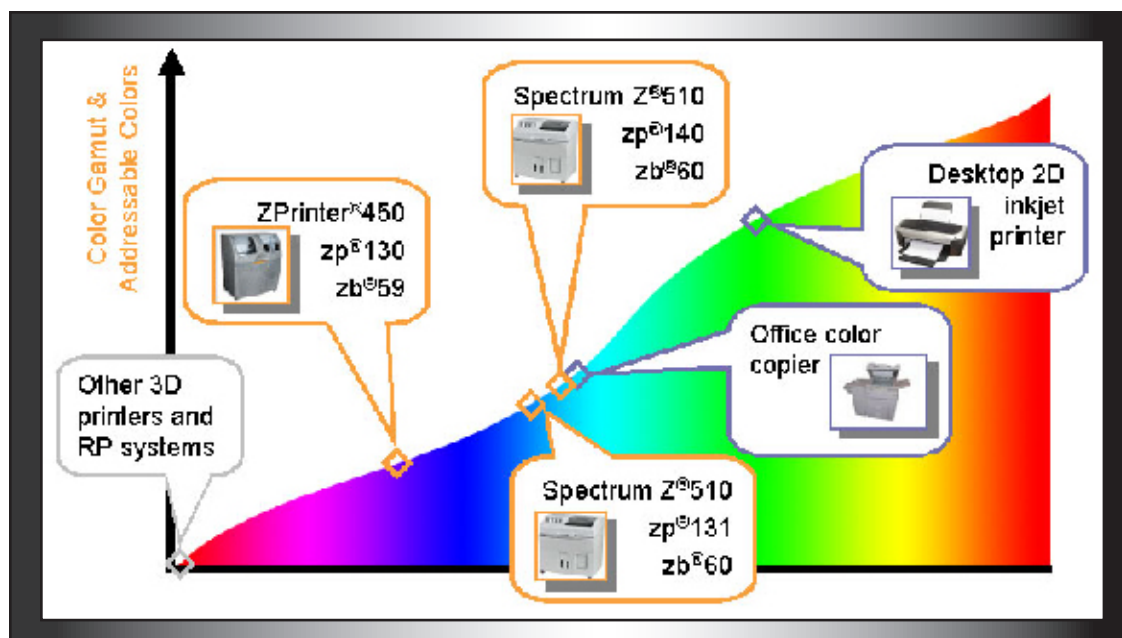 Color Gamut &
Addressable Colors
Spectrum Z®510
zp®140
zb®60
ZPrinter®450
zp®130
zb®59
Desktop 2D
inkjet
printer
Office color
copier
Other 3D
printers and
RP systems
Spectrum Z®510
zp®131
zb®60